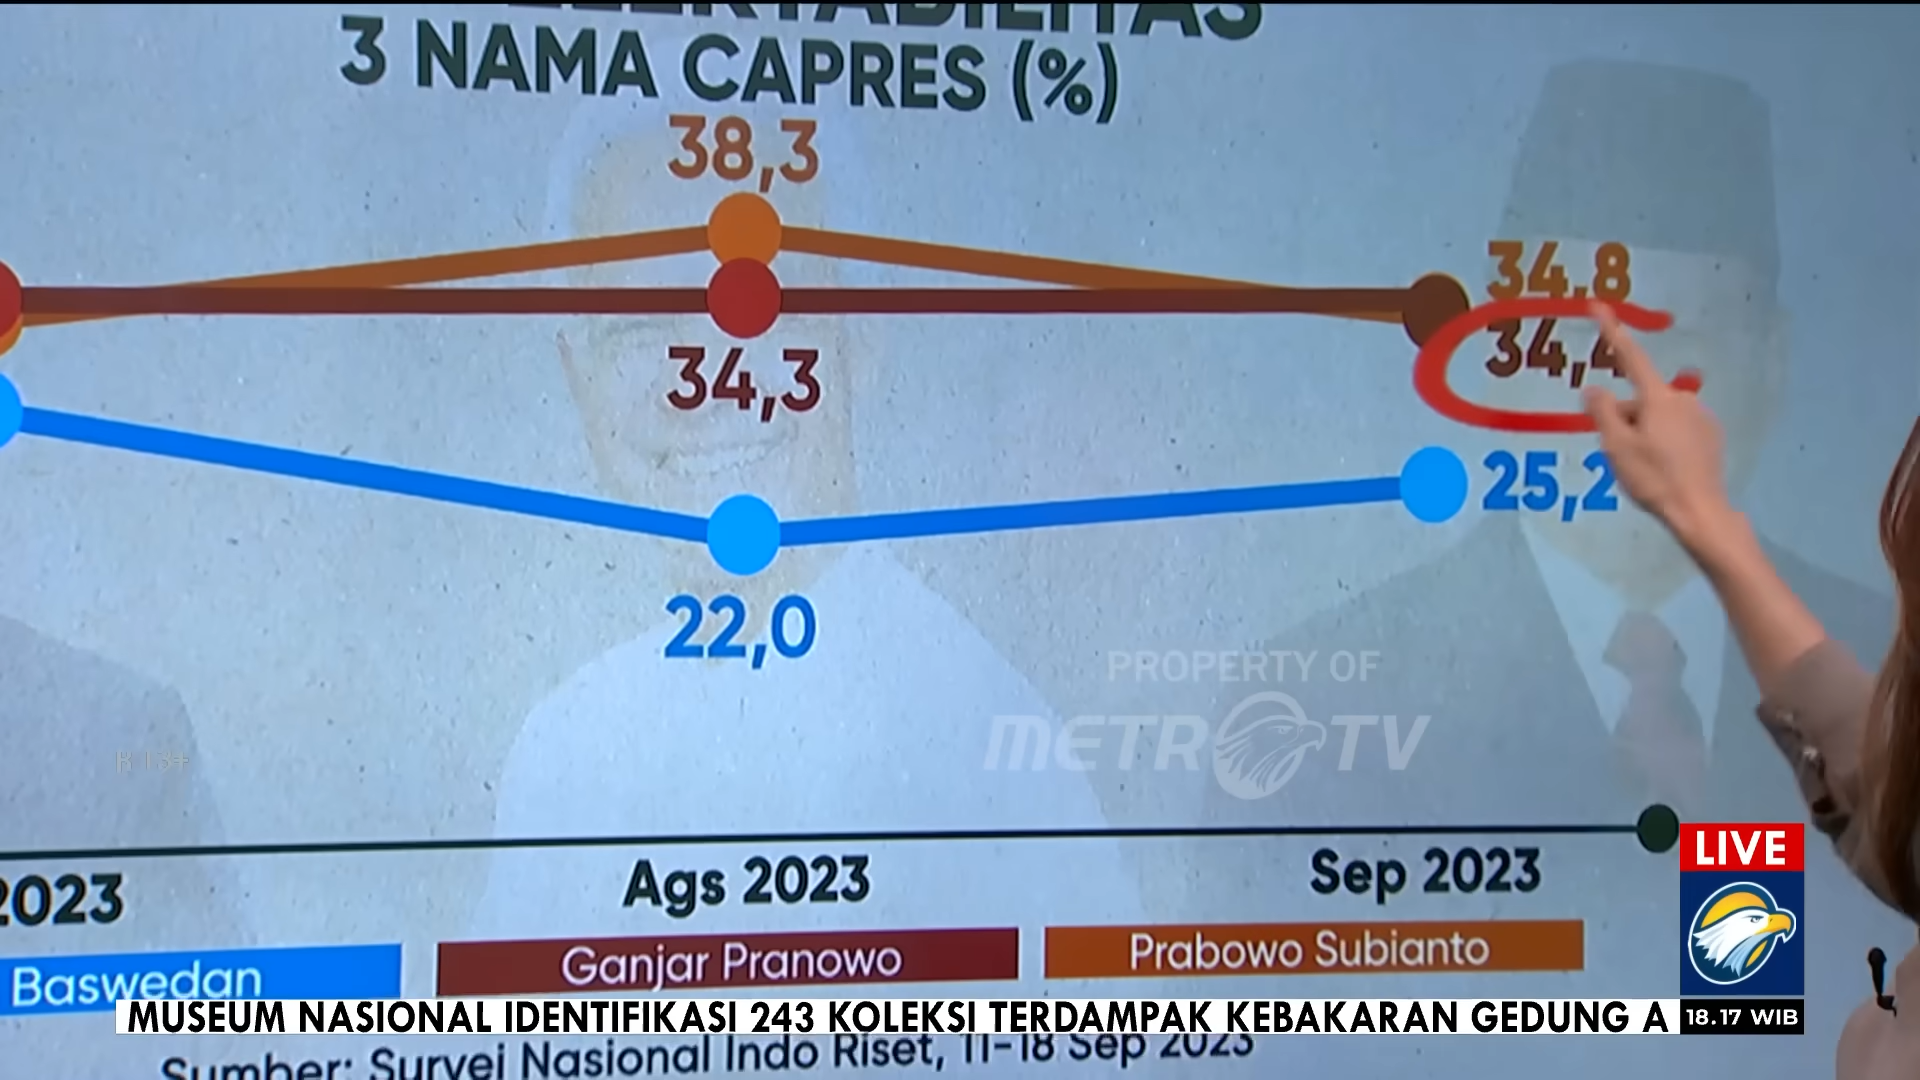 3 NAMA CAPRES (%)
38,3
34,8
34,3
34,4
25,2
22,0
PROPERTY OF
METRO TV
R 13+
2023
Ags 2023
Sep 2023
LIVE
Baswedan
Ganjar Pranowo
Prabowo Subianto
MUSEUM NASIONAL IDENTIFIKASI 243 KOLEKSI TERDAMPAK KEBAKARAN GEDUNG A
18.17 WIB
Sumber: Survei Nasional Indo Riset, 11-18 Sep 2023